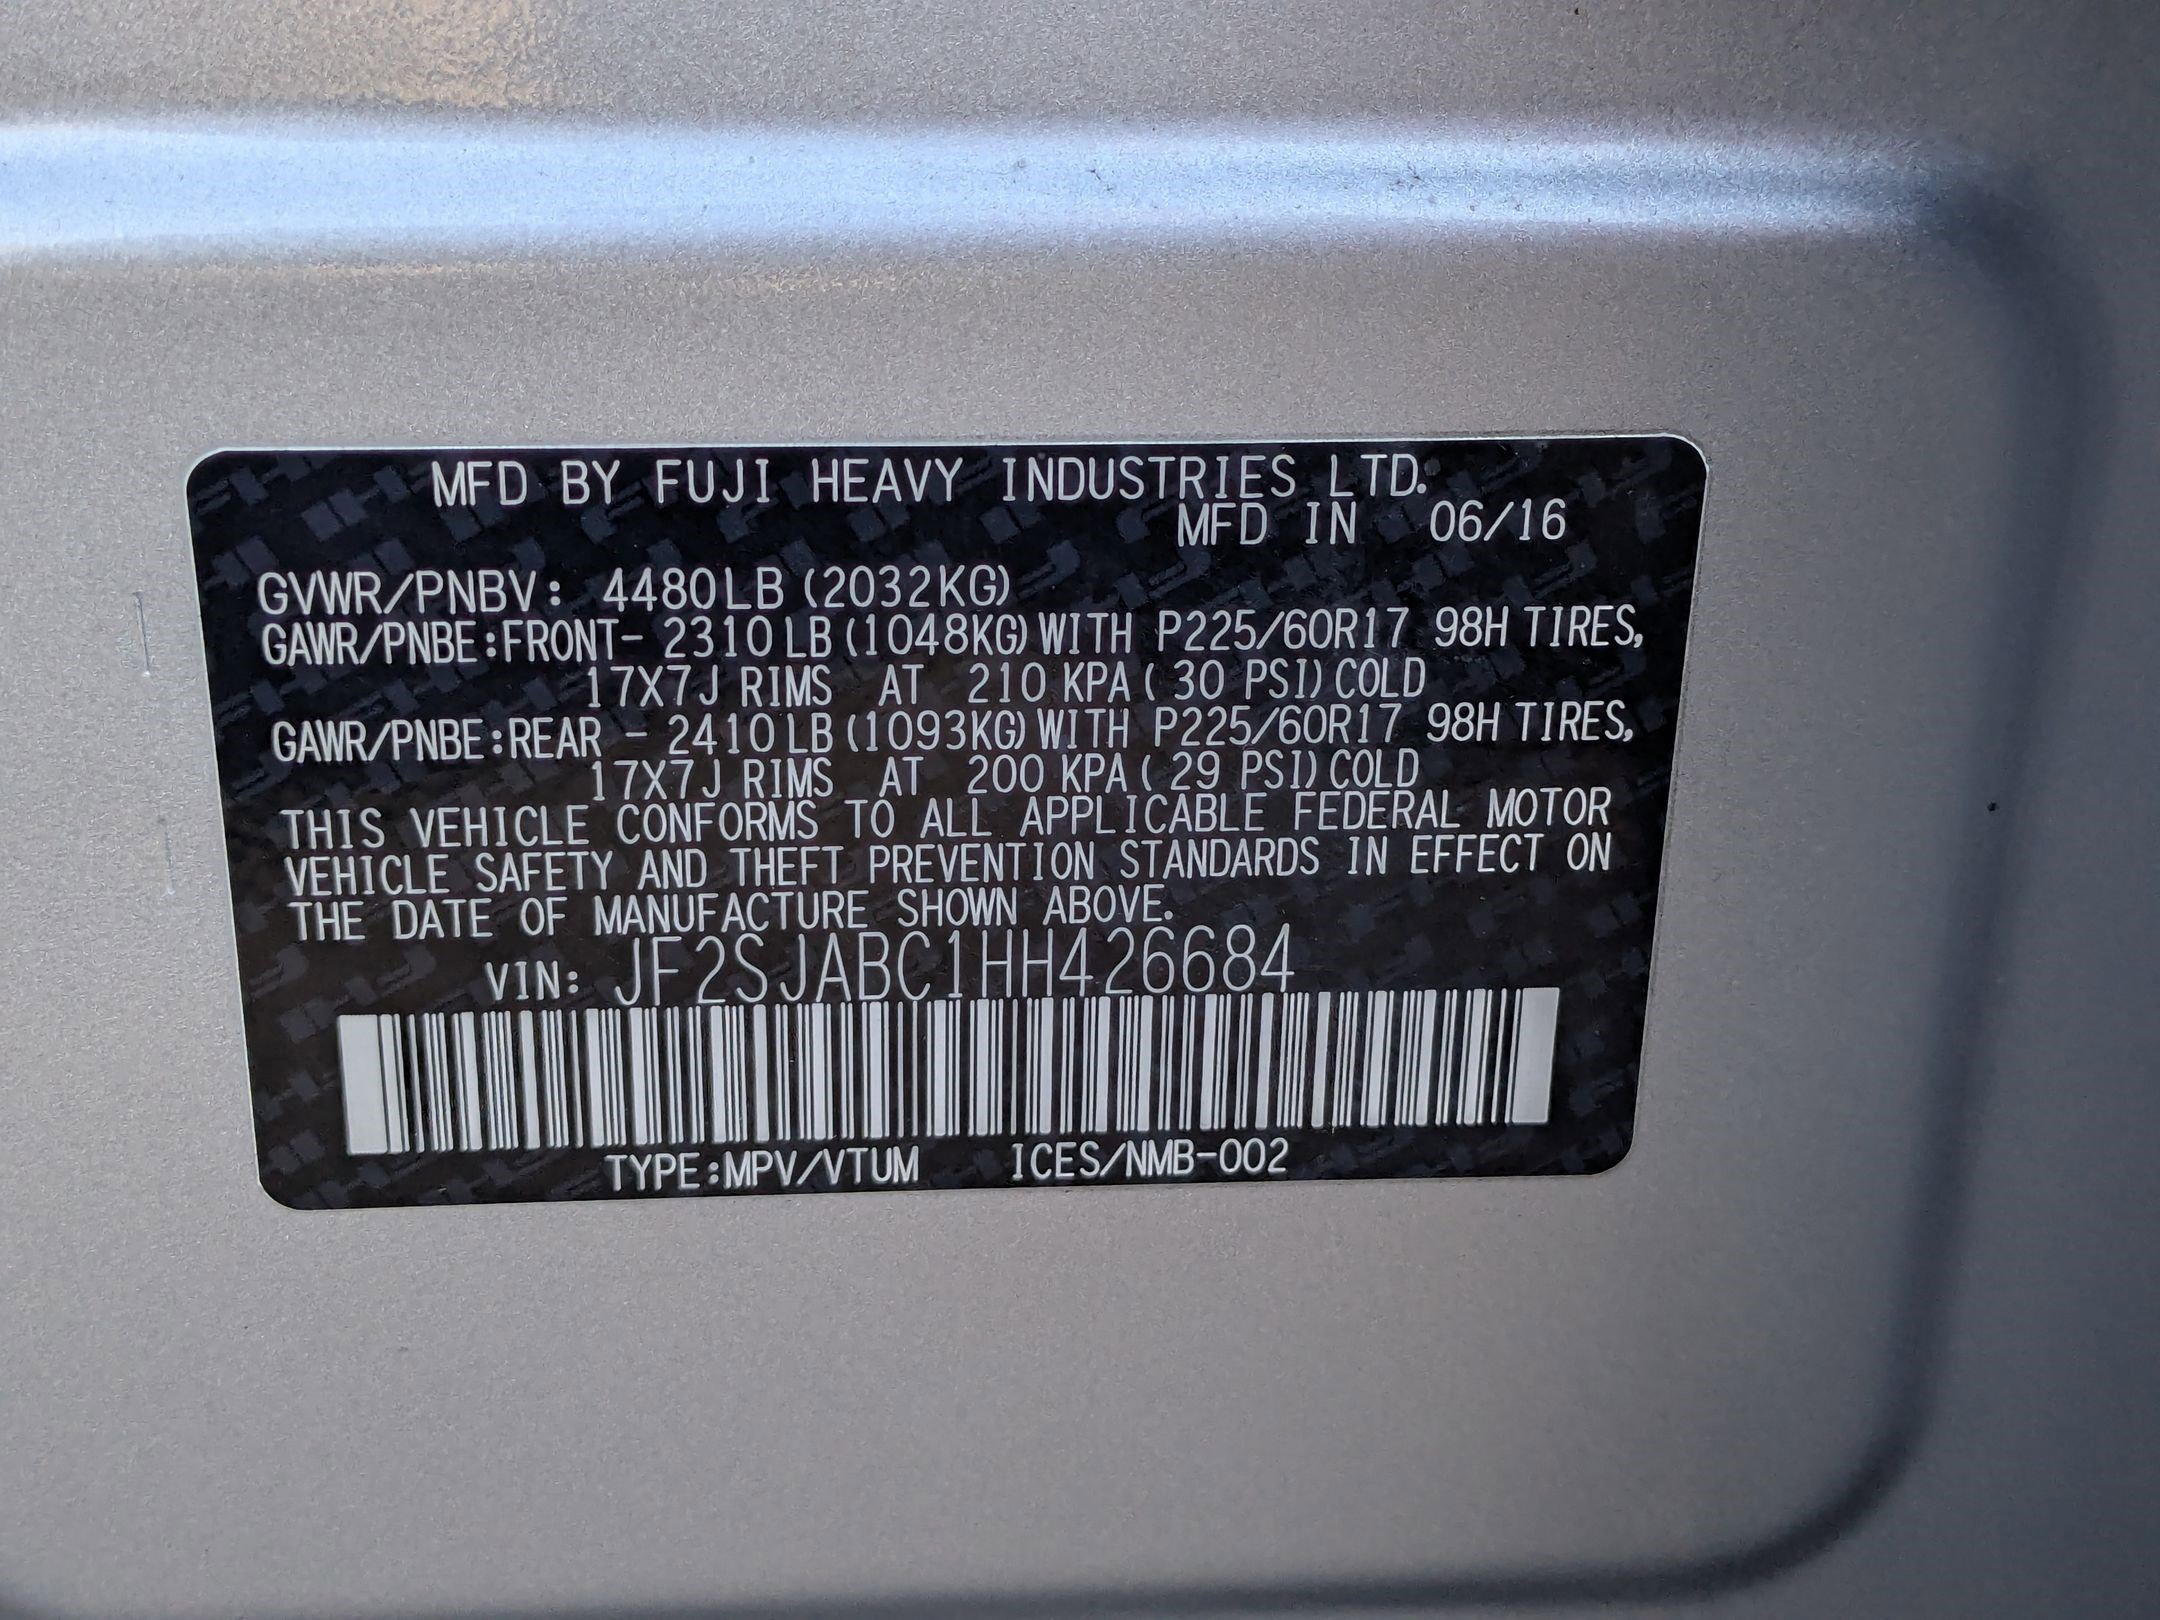 MFD BY FUJI HEAVY INDUSTRIES LTD.
MFD IN 06/16
GVWR/PNBV: 4480LB (2032KG)
GAWR/PNBE:FRONT- 2310LB (1048KG) WITH P225/60R17 98H TIRES,
17X7J RIMS AT 210 KPA ( 30 PSI) COLD
GAWR/PNBE:REAR - 2410LB (1093KG) WITH P225/60R17 98H TIRES,
17X7J RIMS AT 200 KPA ( 29 PSI) COLD
THIS VEHICLE CONFORMS TO ALL APPLICABLE FEDERAL MOTOR
VEHICLE SAFETY AND THEFT PREVENTION STANDARDS IN EFFECT ON
THE DATE OF MANUFACTURE SHOWN ABOVE.
VIN: JF2SJABC1HH426684
TYPE:MPV/VTUM ICES/NMB-002